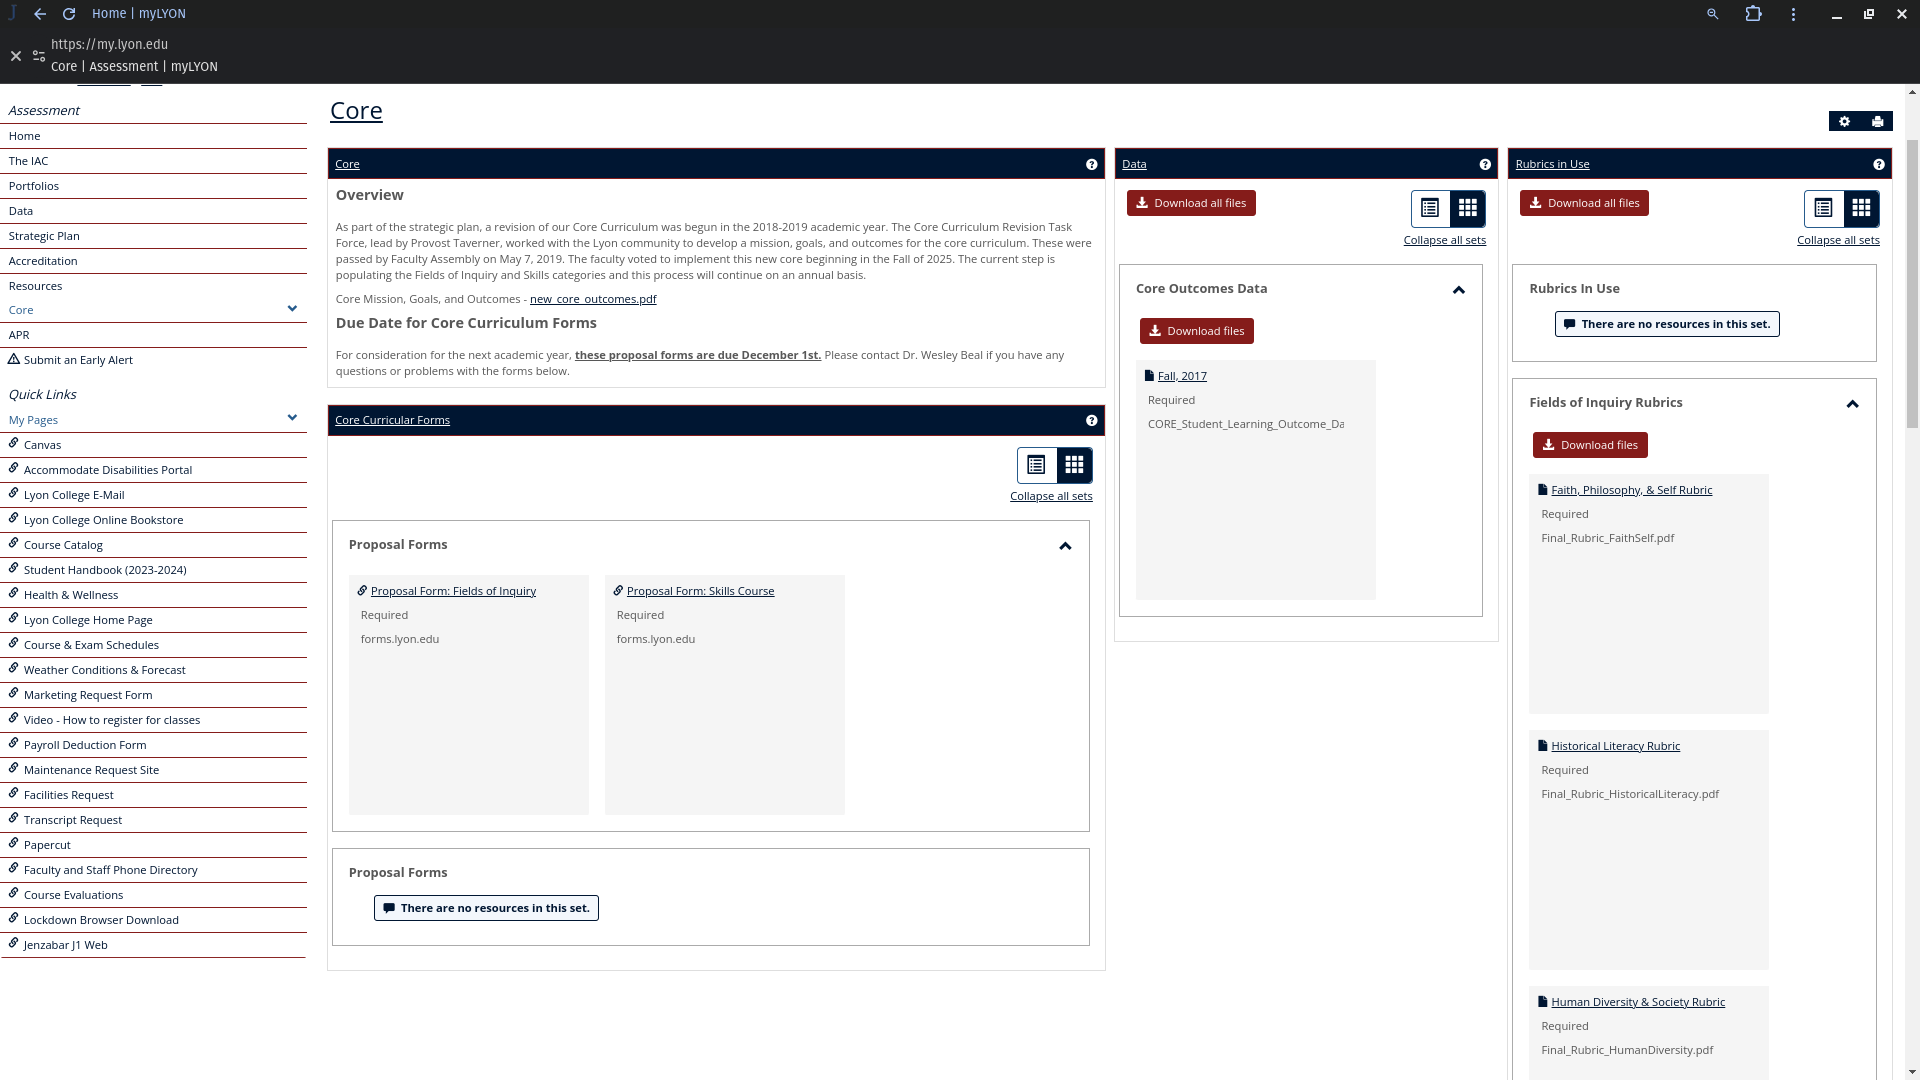 Home | myLYON
https://my.lyon.edu
Core | Assessment | myLYON
Assessment
Home
The IAC
Portfolios
Data
Strategic Plan
Accreditation
Resources
Core
APR
Submit an Early Alert
Quick Links
My Pages
Canvas
Accommodate Disabilities Portal
Lyon College E-Mail
Lyon College Online Bookstore
Course Catalog
Student Handbook (2023-2024)
Health & Wellness
Lyon College Home Page
Course & Exam Schedules
Weather Conditions & Forecast
Marketing Request Form
Video - How to register for classes
Payroll Deduction Form
Maintenance Request Site
Facilities Request
Transcript Request
Papercut
Faculty and Staff Phone Directory
Course Evaluations
Lockdown Browser Download
Jenzabar J1 Web
Core
Core
Overview
As part of the strategic plan, a revision of our Core Curriculum was begun in the 2018-2019 academic year. The Core Curriculum Revision Task
Force, lead by Provost Taverner, worked with the Lyon community to develop a mission, goals, and outcomes for the core curriculum. These were
passed by Faculty Assembly on May 7, 2019. The faculty voted to implement this new core beginning in the Fall of 2025. The current step is
populating the Fields of Inquiry and Skills categories and this process will continue on an annual basis.
Core Mission, Goals, and Outcomes - new_core_outcomes.pdf
Due Date for Core Curriculum Forms
For consideration for the next academic year, these proposal forms are due December 1st. Please contact Dr. Wesley Beal if you have any
questions or problems with the forms below.
Core Curricular Forms
Collapse all sets
Proposal Forms
Proposal Form: Fields of Inquiry
Required
forms.lyon.edu
Proposal Form: Skills Course
Required
forms.lyon.edu
Proposal Forms
There are no resources in this set.
Data
Download all files
Collapse all sets
Core Outcomes Data
Download files
Fall, 2017
Required
CORE_Student_Learning_Outcome_Da
Rubrics in Use
Download all files
Collapse all sets
Rubrics In Use
There are no resources in this set.
Fields of Inquiry Rubrics
Download files
Faith, Philosophy, & Self Rubric
Required
Final_Rubric_FaithSelf.pdf
Historical Literacy Rubric
Required
Final_Rubric_HistoricalLiteracy.pdf
Human Diversity & Society Rubric
Required
Final_Rubric_HumanDiversity.pdf